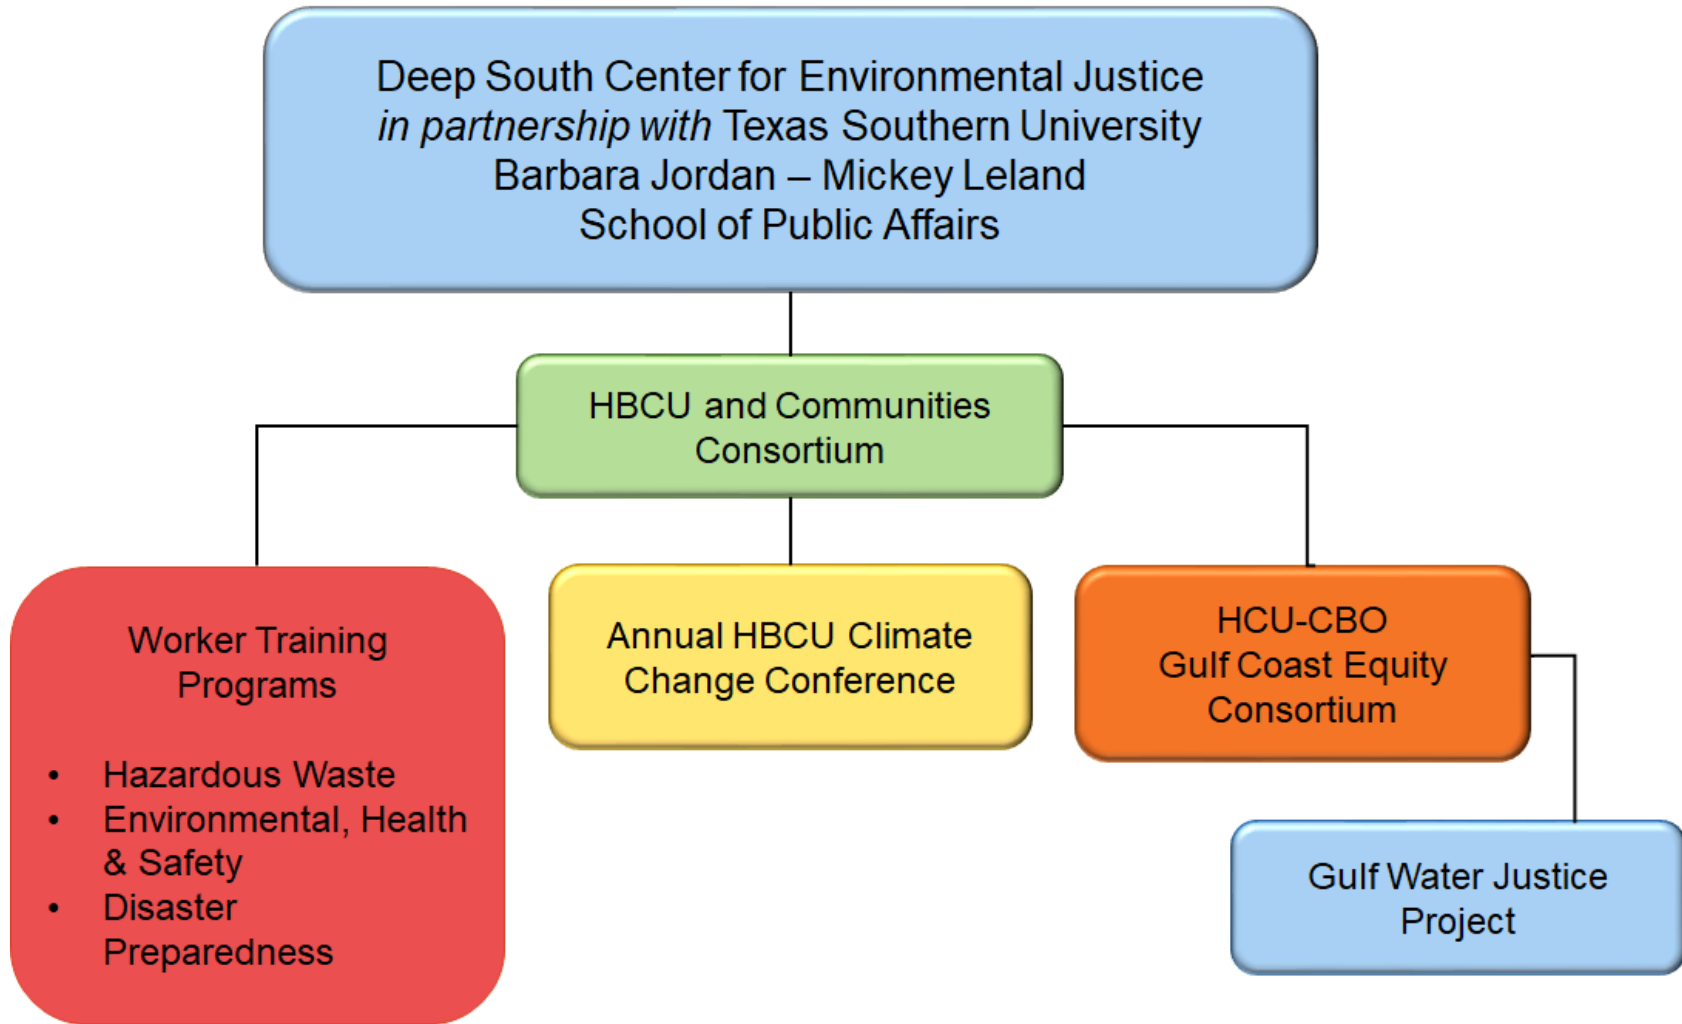 Deep South Center for Environmental Justice
in partnership with Texas Southern University
Barbara Jordan – Mickey Leland
School of Public Affairs
HBCU and Communities
Consortium
Worker Training
Programs
• Hazardous Waste
• Environmental, Health
& Safety
• Disaster
Preparedness
Annual HBCU Climate
Change Conference
HCU-CBO
Gulf Coast Equity
Consortium
Gulf Water Justice
Project